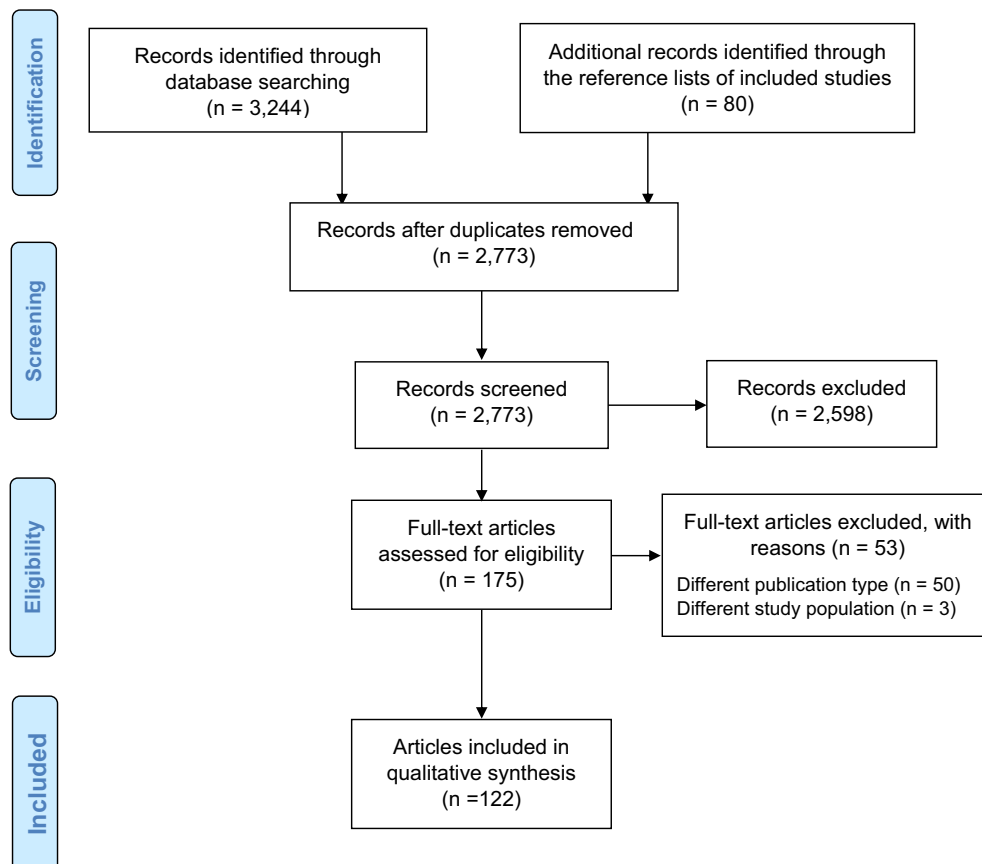 Identification
Records identified through
database searching
(n = 3,244)
Additional records identified through
the reference lists of included studies
(n = 80)
Records after duplicates removed
(n = 2,773)
Screening
Records screened
(n = 2,773)
Records excluded
(n = 2,598)
Eligibility
Full-text articles
assessed for eligibility
(n = 175)
Full-text articles excluded, with
reasons (n = 53)
Different publication type (n = 50)
Different study population (n = 3)
Included
Articles included in
qualitative synthesis
(n =122)